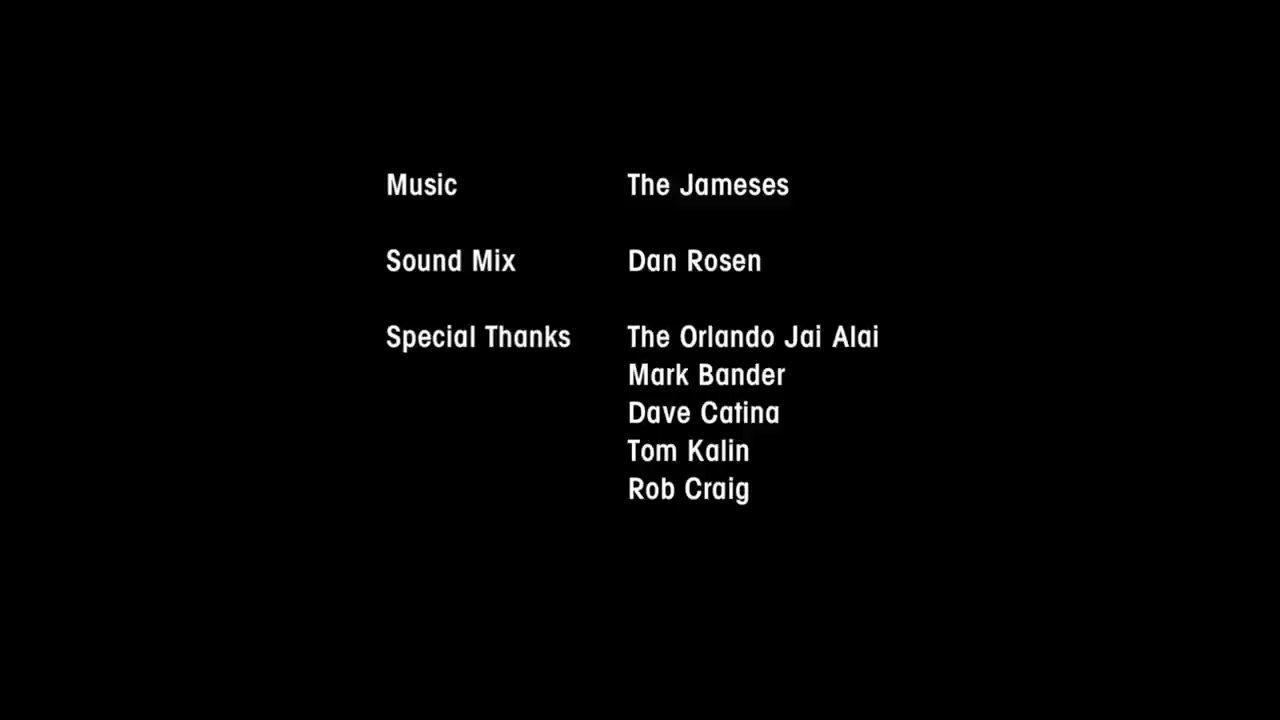 Music The Jameses
Sound Mix Dan Rosen
Special Thanks The Orlando Jai Alai
Mark Bander
Dave Catina
Tom Kalin
Rob Craig